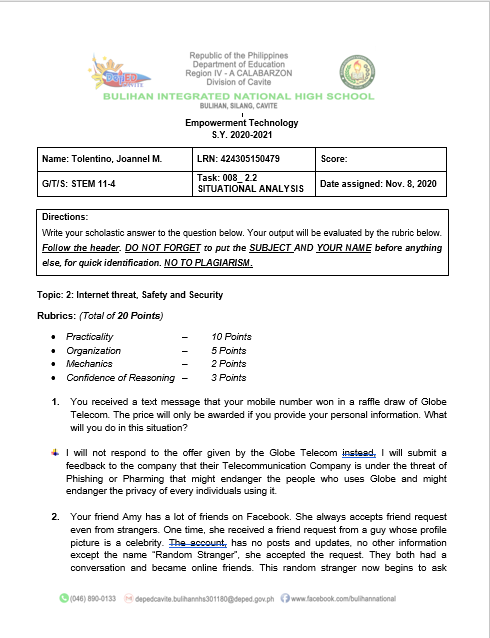 Republic of the Philippines
Department of Education
Region IV - A CALABARZON
Division of Cavite
DepED
CAVITE
BULIHAN INTEGRATED NATIONAL HIGH SCHOOL
BULIHAN, SILANG, CAVITE
Empowerment Technology
S.Y. 2020-2021
Name: Tolentino, Joannel M.
LRN: 424305150479
Score:
G/T/S: STEM 11-4
Task: 008_ 2.2
SITUATIONAL ANALYSIS
Date assigned: Nov. 8, 2020
Directions:
Write your scholastic answer to the question below. Your output will be evaluated by the rubric below.
Follow the header. DO NOT FORGET to put the SUBJECT AND YOUR NAME before anything
else, for quick identification. NO TO PLAGIARISM.
Topic: 2: Internet threat, Safety and Security
Rubrics: (Total of 20 Points)
• Practicality – 10 Points
• Organization – 5 Points
• Mechanics – 2 Points
• Confidence of Reasoning – 3 Points
1. You received a text message that your mobile number won in a raffle draw of Globe
Telecom. The price will only be awarded if you provide your personal information. What
will you do in this situation?
I will not respond to the offer given by the Globe Telecom instead, I will submit a
feedback to the company that their Telecommunication Company is under the threat of
Phishing or Pharming that might endanger the people who uses Globe and might
endanger the privacy of every individuals using it.
2. Your friend Amy has a lot of friends on Facebook. She always accepts friend request
even from strangers. One time, she received a friend request from a guy whose profile
picture is a celebrity. The account, has no posts and updates, no other information
except the name "Random Stranger", she accepted the request. They both had a
conversation and became online friends. This random stranger now begins to ask
(046) 890-0133 depedcavite.bulihannhs301180@deped.gov.ph www.facebook.com/bulihannational